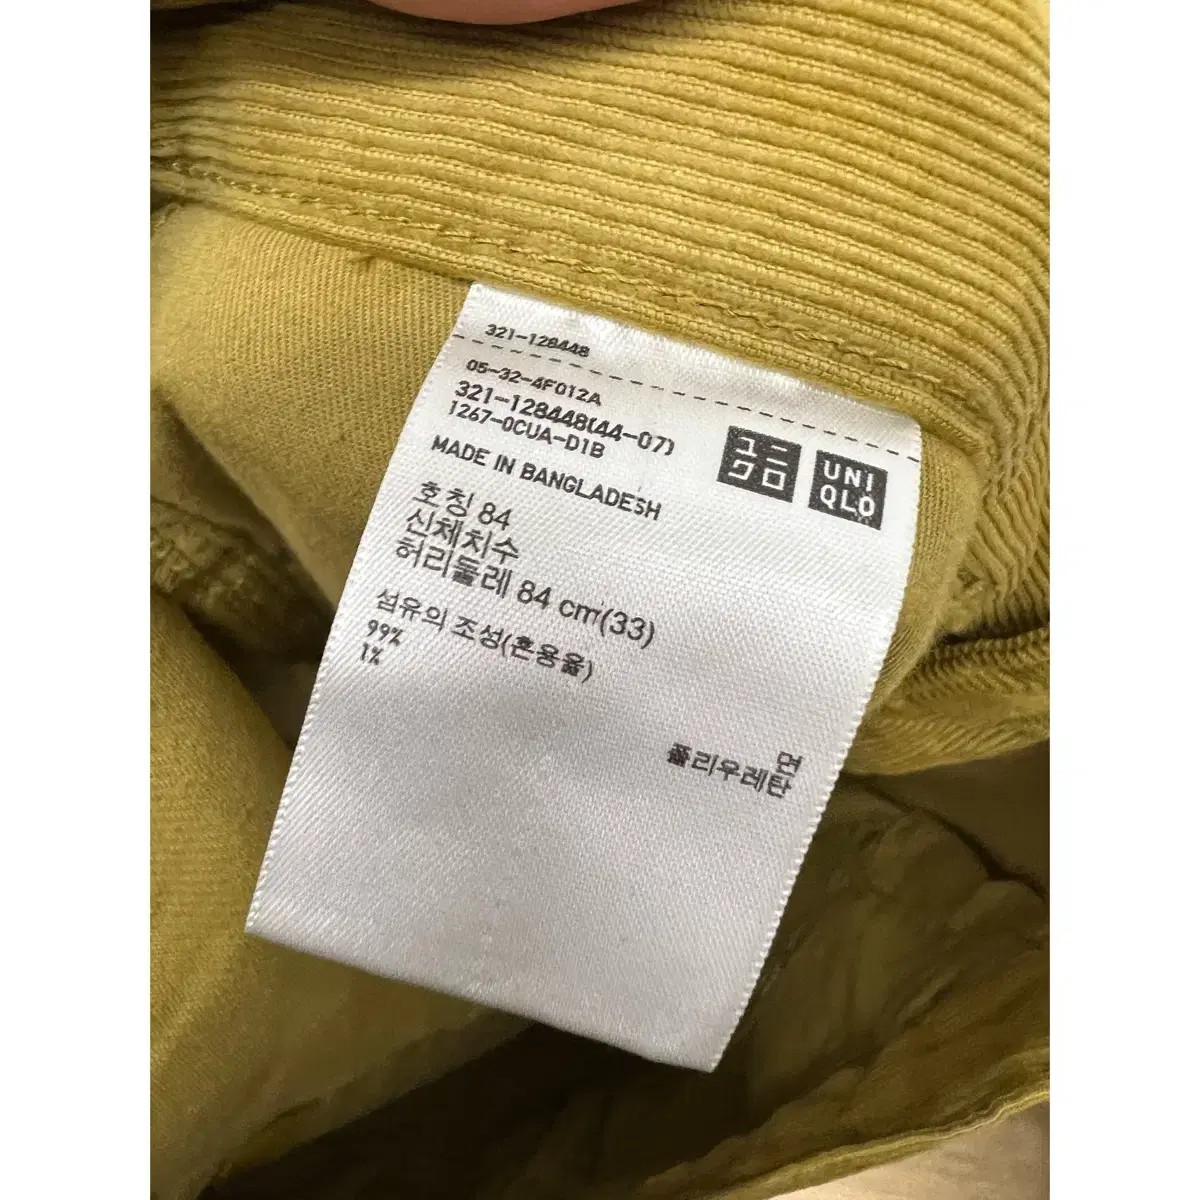 321-128448
05-32-4F012A
321-128448(44-07)
1267-0CUA-D1B
MADE IN BANGLADESH
ユニ
クロ
UNI
QLO
호칭 84
신체치수
허리둘레 84 cm(33)
섬유의 조성(혼용율)
99% 면
1% 폴리우레탄